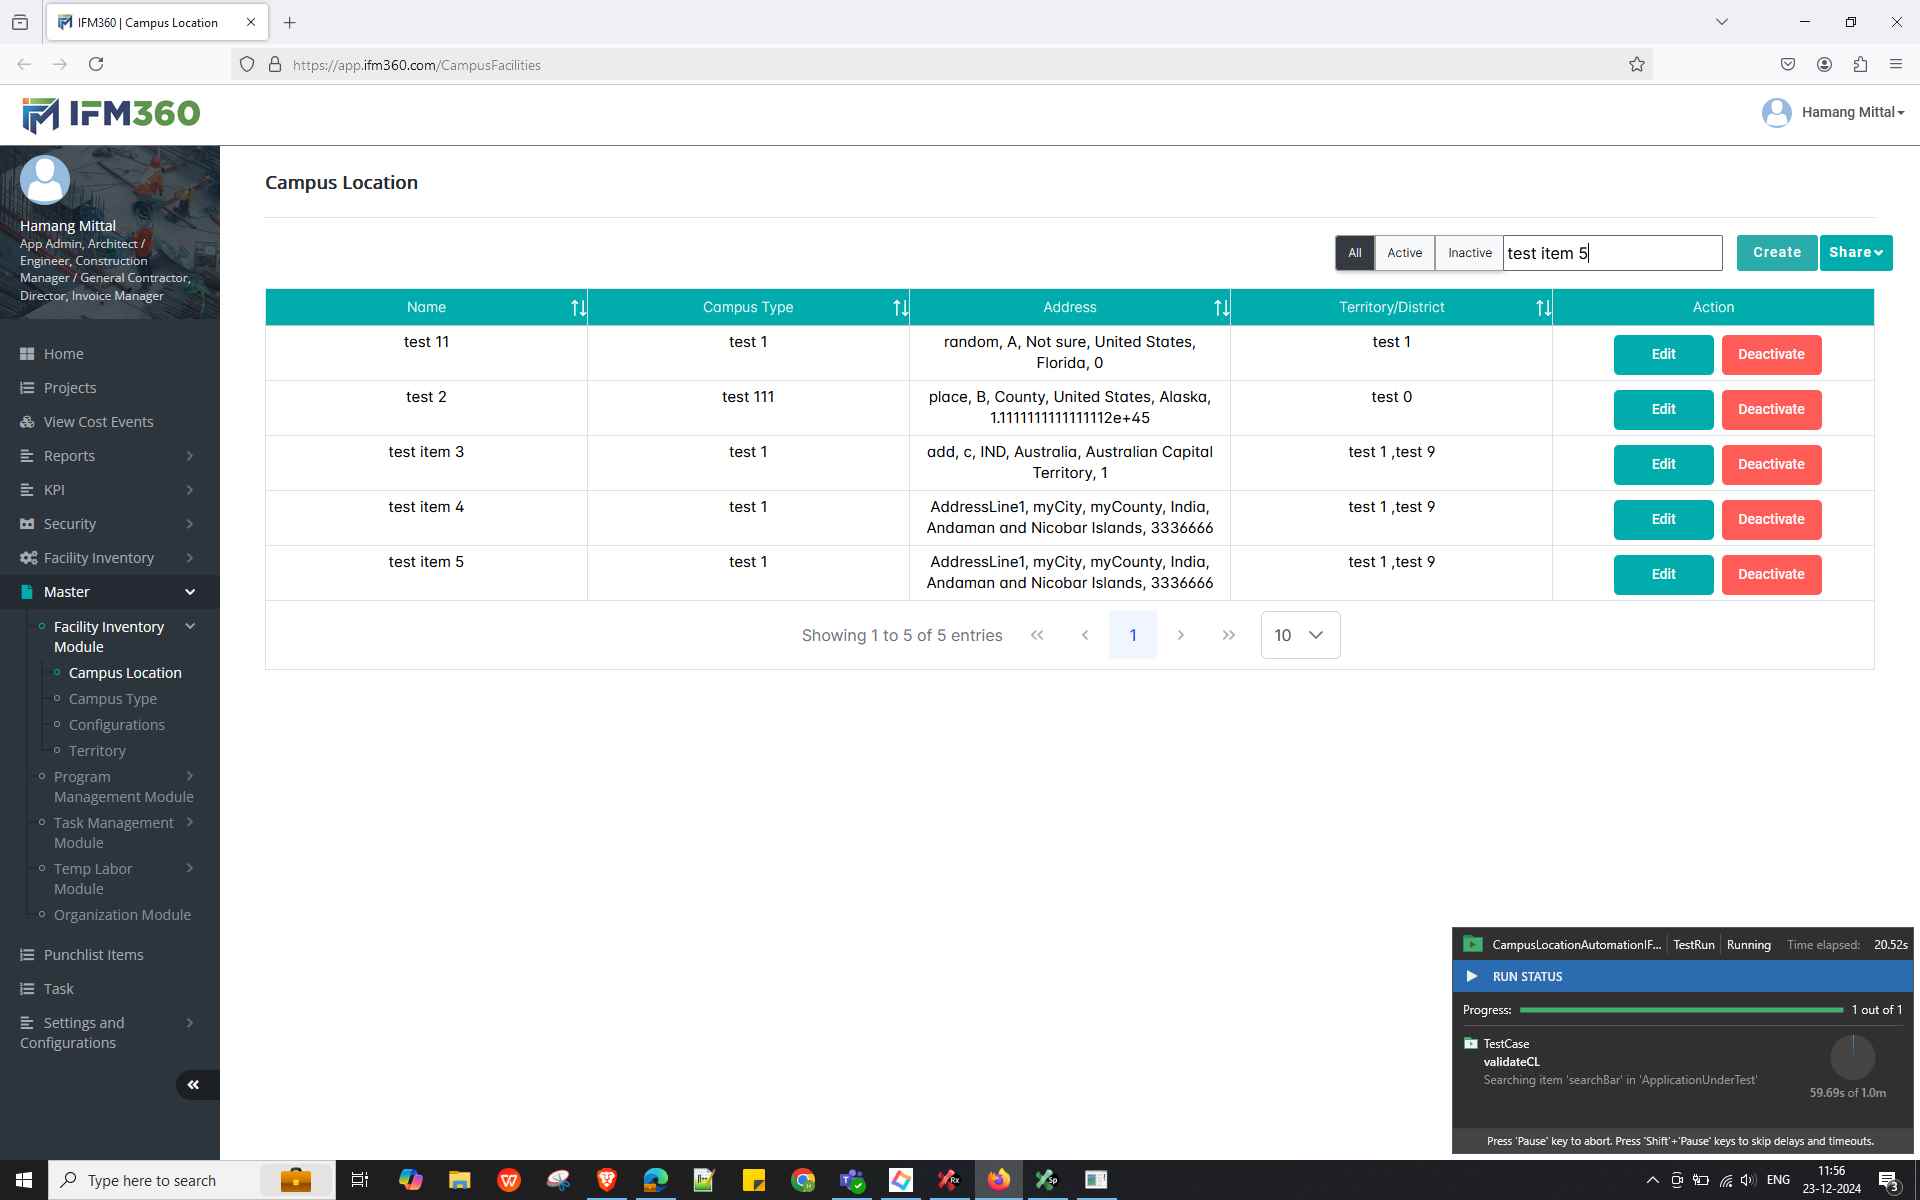 IFM360 | Campus Location
https://app.ifm360.com/CampusFacilities
IFM360
Hamang Mittal
Hamang Mittal
App Admin, Architect /
Engineer, Construction
Manager / General Contractor,
Director, Invoice Manager
Home
Projects
View Cost Events
Reports
KPI
Security
Facility Inventory
Master
Facility Inventory
Module
Campus Location
Campus Type
Configurations
Territory
Program
Management Module
Task Management
Module
Temp Labor
Module
Organization Module
Punchlist Items
Task
Settings and
Configurations
Campus Location
All Active Inactive test item 5 Create Share
Name Campus Type Address Territory/District Action
test 11 test 1 random, A, Not sure, United States, test 1 Edit Deactivate
Florida, 0
test 2 test 111 place, B, County, United States, Alaska, test 0 Edit Deactivate
1.1111111111111112e+45
test item 3 test 1 add, c, IND, Australia, Australian Capital test 1 ,test 9 Edit Deactivate
Territory, 1
test item 4 test 1 AddressLine1, myCity, myCounty, India, test 1 ,test 9 Edit Deactivate
Andaman and Nicobar Islands, 3336666
test item 5 test 1 AddressLine1, myCity, myCounty, India, test 1 ,test 9 Edit Deactivate
Andaman and Nicobar Islands, 3336666
Showing 1 to 5 of 5 entries 1 10
CampusLocationAutomationIF... TestRun Running Time elapsed: 20.52s
RUN STATUS
Progress: 1 out of 1
TestCase
validateCL
Searching item 'searchBar' in 'ApplicationUnderTest'
59.69s of 1.0m
Press 'Pause' key to abort. Press 'Shift'+'Pause' keys to skip delays and timeouts.
Type here to search
Rx
Sp
ENG
11:56
23-12-2024
3